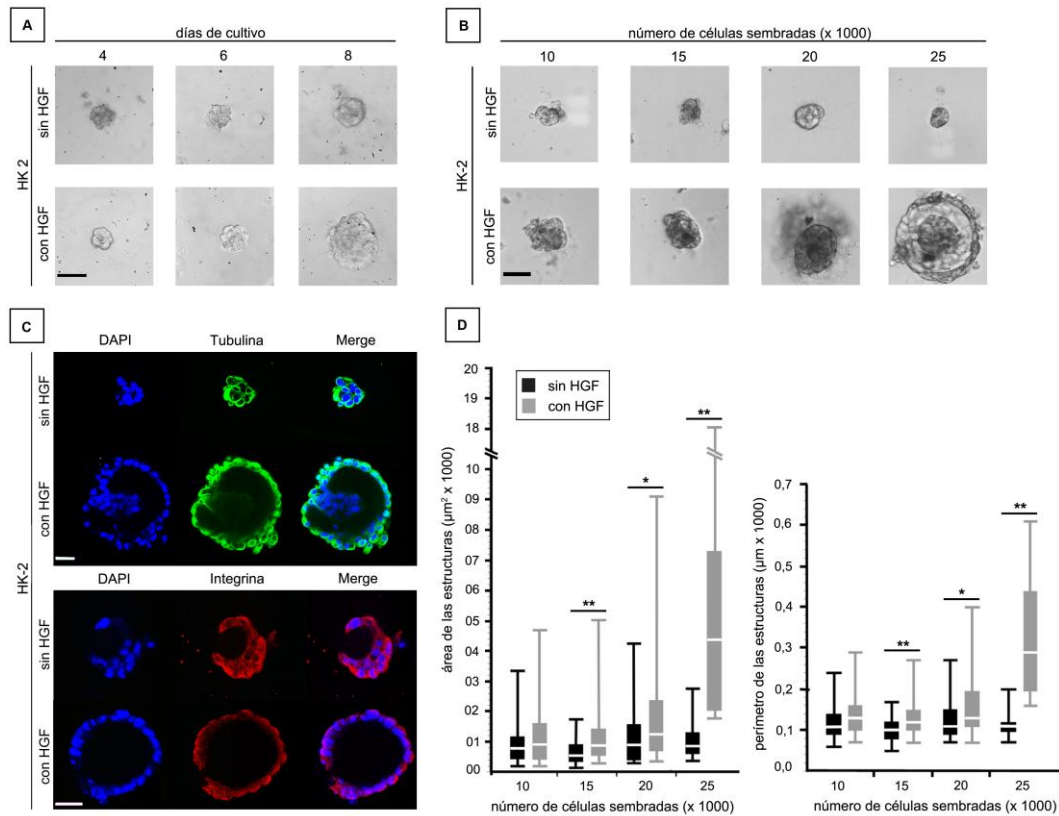 A
días de cultivo
4 6 8
HK 2
sin HGF
con HGF
B
número de células sembradas (x 1000)
10 15 20 25
HK-2
sin HGF
con HGF
C
DAPI Tubulina Merge
HK-2
sin HGF
con HGF
DAPI Integrina Merge
sin HGF
con HGF
D
sin HGF
con HGF
área de las estructuras (µm² x 1000)
20
19
18
10
09
08
07
06
05
04
03
02
01
00
**
*
**
10 15 20 25
número de células sembradas (x 1000)
perímetro de las estructuras (µm x 1000)
0,7
0,6
0,5
0,4
0,3
0,2
0,1
0,0
**
*
**
10 15 20 25
número de células sembradas (x 1000)